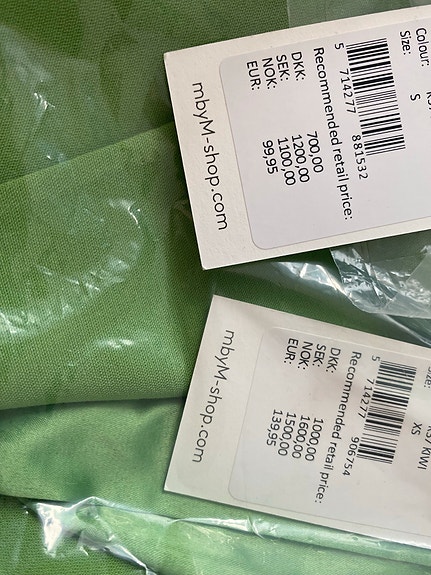 Colour:
Size: S
5 714277 881532
Recommended retail price:
DKK: 700,00
SEK: 1200,00
NOK: 1100,00
EUR: 99,95
mbyM-shop.com
Size: XS
KIWI
5 714277 906754
Recommended retail price:
DKK: 1000,00
SEK: 1600,00
NOK: 1500,00
EUR: 139,95
mbyM-shop.com